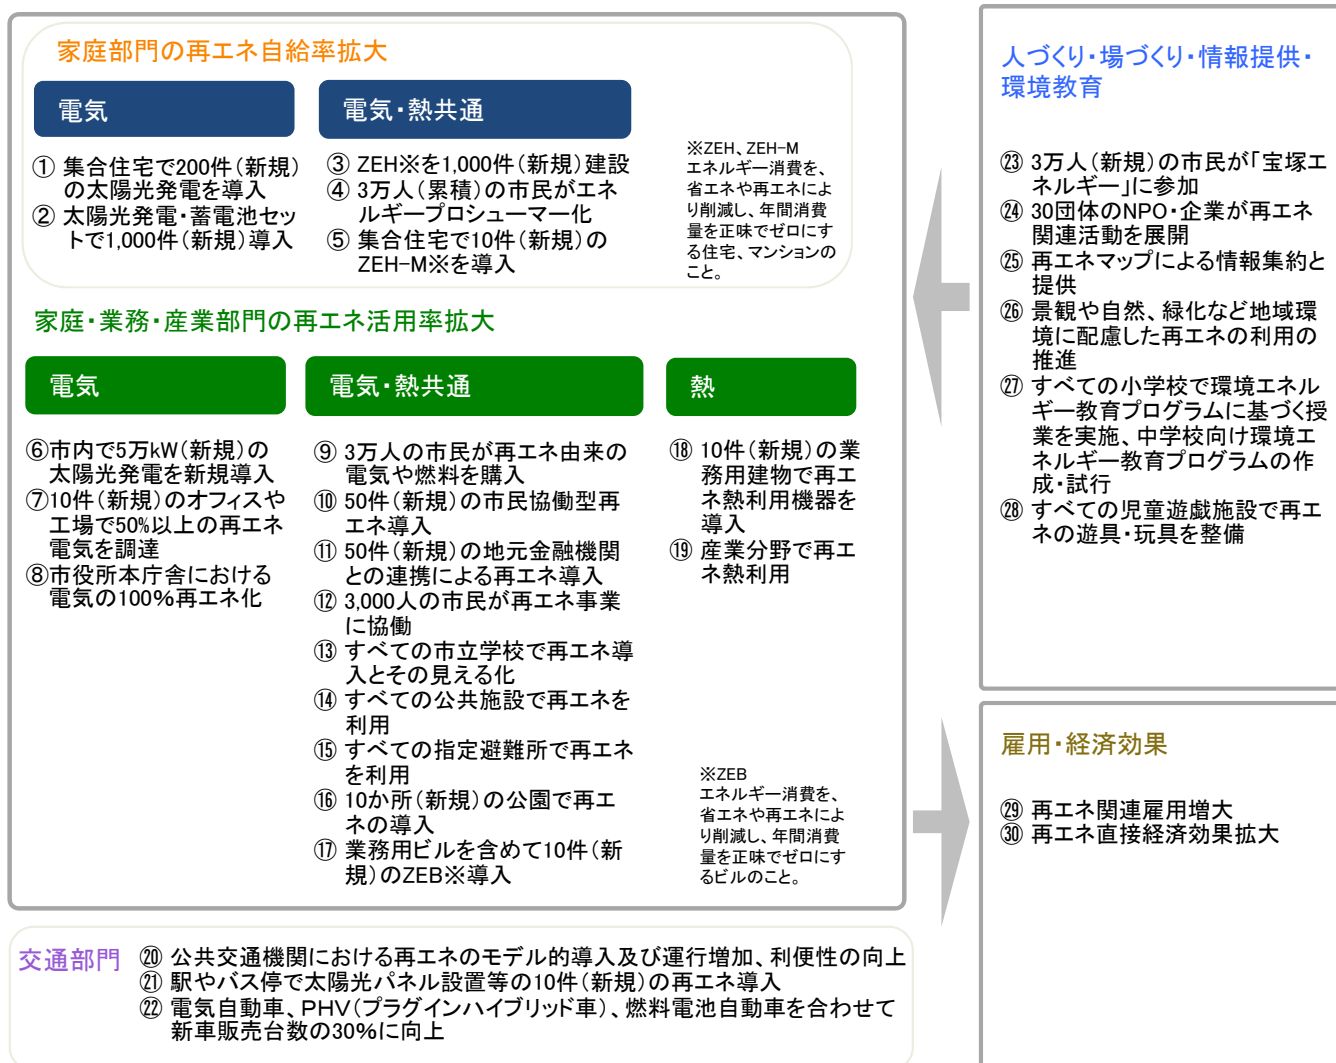 家庭部門の再エネ自給率拡大
電気
① 集合住宅で200件(新規)
の太陽光発電を導入
② 太陽光発電・蓄電池セッ
トで1,000件(新規)導入
電気・熱共通
③ ZEH※を1,000件(新規)建設
④ 3万人(累積)の市民がエネ
ルギープロシューマー化
⑤ 集合住宅で10件(新規)の
ZEH-M※を導入
※ZEH、ZEH-M
エネルギー消費を、
省エネや再エネによ
り削減し、年間消費
量を正味でゼロにす
る住宅、マンションの
こと。
家庭・業務・産業部門の再エネ活用率拡大
電気
⑥市内で5万kW(新規)の
太陽光発電を新規導入
⑦10件(新規)のオフィスや
工場で50%以上の再エネ
電気を調達
⑧市役所本庁舎における
電気の100%再エネ化
電気・熱共通
⑨ 3万人の市民が再エネ由来の
電気や燃料を購入
⑩ 50件(新規)の市民協働型再
エネ導入
⑪ 50件(新規)の地元金融機関
との連携による再エネ導入
⑫ 3,000人の市民が再エネ事業
に協働
⑬ すべての市立学校で再エネ導
入とその見える化
⑭ すべての公共施設で再エネを
利用
⑮ すべての指定避難所で再エネ
を利用
⑯ 10か所(新規)の公園で再エ
ネの導入
⑰ 業務用ビルを含めて10件(新
規)のZEB※導入
熱
⑱ 10件(新規)の業
務用建物で再エ
ネ熱利用機器を
導入
⑲ 産業分野で再エ
ネ熱利用
※ZEB
エネルギー消費を、
省エネや再エネによ
り削減し、年間消費
量を正味でゼロにす
るビルのこと。
交通部門
⑳ 公共交通機関における再エネのモデル的導入及び運行増加、利便性の向上
㉑ 駅やバス停で太陽光パネル設置等の10件(新規)の再エネ導入
㉒ 電気自動車、PHV(プラグインハイブリッド車)、燃料電池自動車を合わせて
新車販売台数の30%に向上
人づくり・場づくり・情報提供・
環境教育
㉓ 3万人(新規)の市民が「宝塚エ
ネルギー」に参加
㉔ 30団体のNPO・企業が再エネ
関連活動を展開
㉕ 再エネマップによる情報集約と
提供
㉖ 景観や自然、緑化など地域環
境に配慮した再エネの利用の
推進
㉗ すべての小学校で環境エネル
ギー教育プログラムに基づく授
業を実施、中学校向け環境エ
ネルギー教育プログラムの作
成・試行
㉘ すべての児童遊戯施設で再エ
ネの遊具・玩具を整備
雇用・経済効果
㉙ 再エネ関連雇用増大
㉚ 再エネ直接経済効果拡大